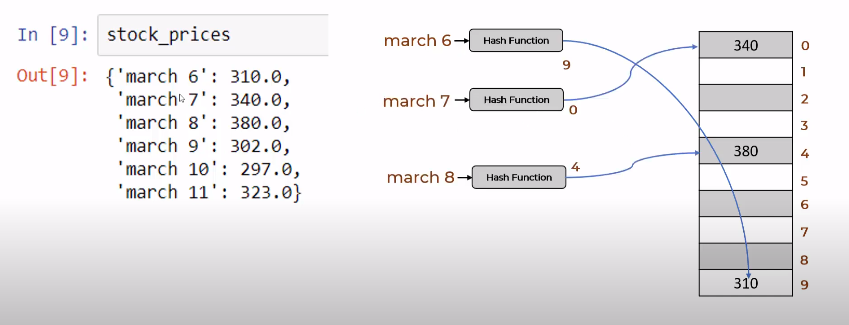 In [9]: stock_prices
Out[9]: {'march 6': 310.0,
'march 7': 340.0,
'march 8': 380.0,
'march 9': 302.0,
'march 10': 297.0,
'march 11': 323.0}
march 6 Hash Function
9
march 7 Hash Function
0
march 8 Hash Function
4
340 0
1
2
3
380 4
5
6
7
8
310 9